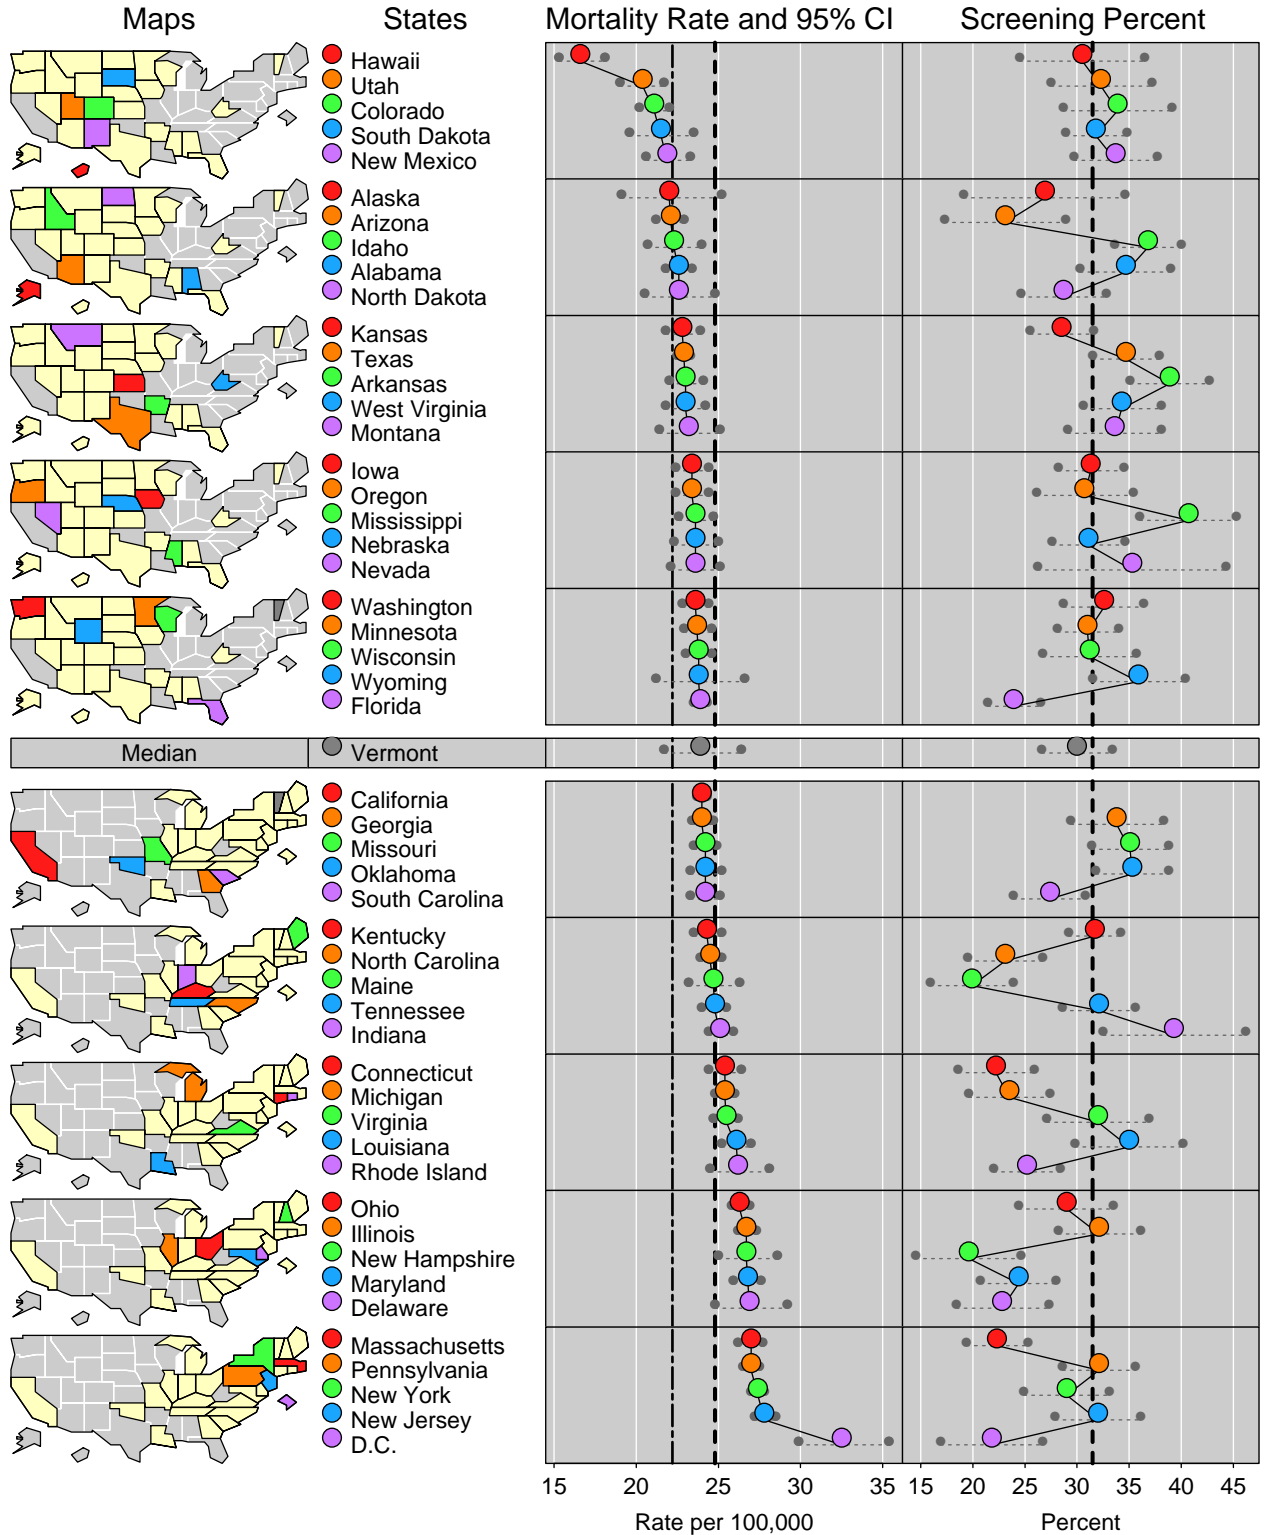 Maps States Mortality Rate and 95% CI Screening Percent
Hawaii
Utah
Colorado
South Dakota
New Mexico
Alaska
Arizona
Idaho
Alabama
North Dakota
Kansas
Texas
Arkansas
West Virginia
Montana
Iowa
Oregon
Mississippi
Nebraska
Nevada
Washington
Minnesota
Wisconsin
Wyoming
Florida
Median Vermont
California
Georgia
Missouri
Oklahoma
South Carolina
Kentucky
North Carolina
Maine
Tennessee
Indiana
Connecticut
Michigan
Virginia
Louisiana
Rhode Island
Ohio
Illinois
New Hampshire
Maryland
Delaware
Massachusetts
Pennsylvania
New York
New Jersey
D.C.
15 20 25 30 35 15 20 25 30 35 40 45
Rate per 100,000 Percent